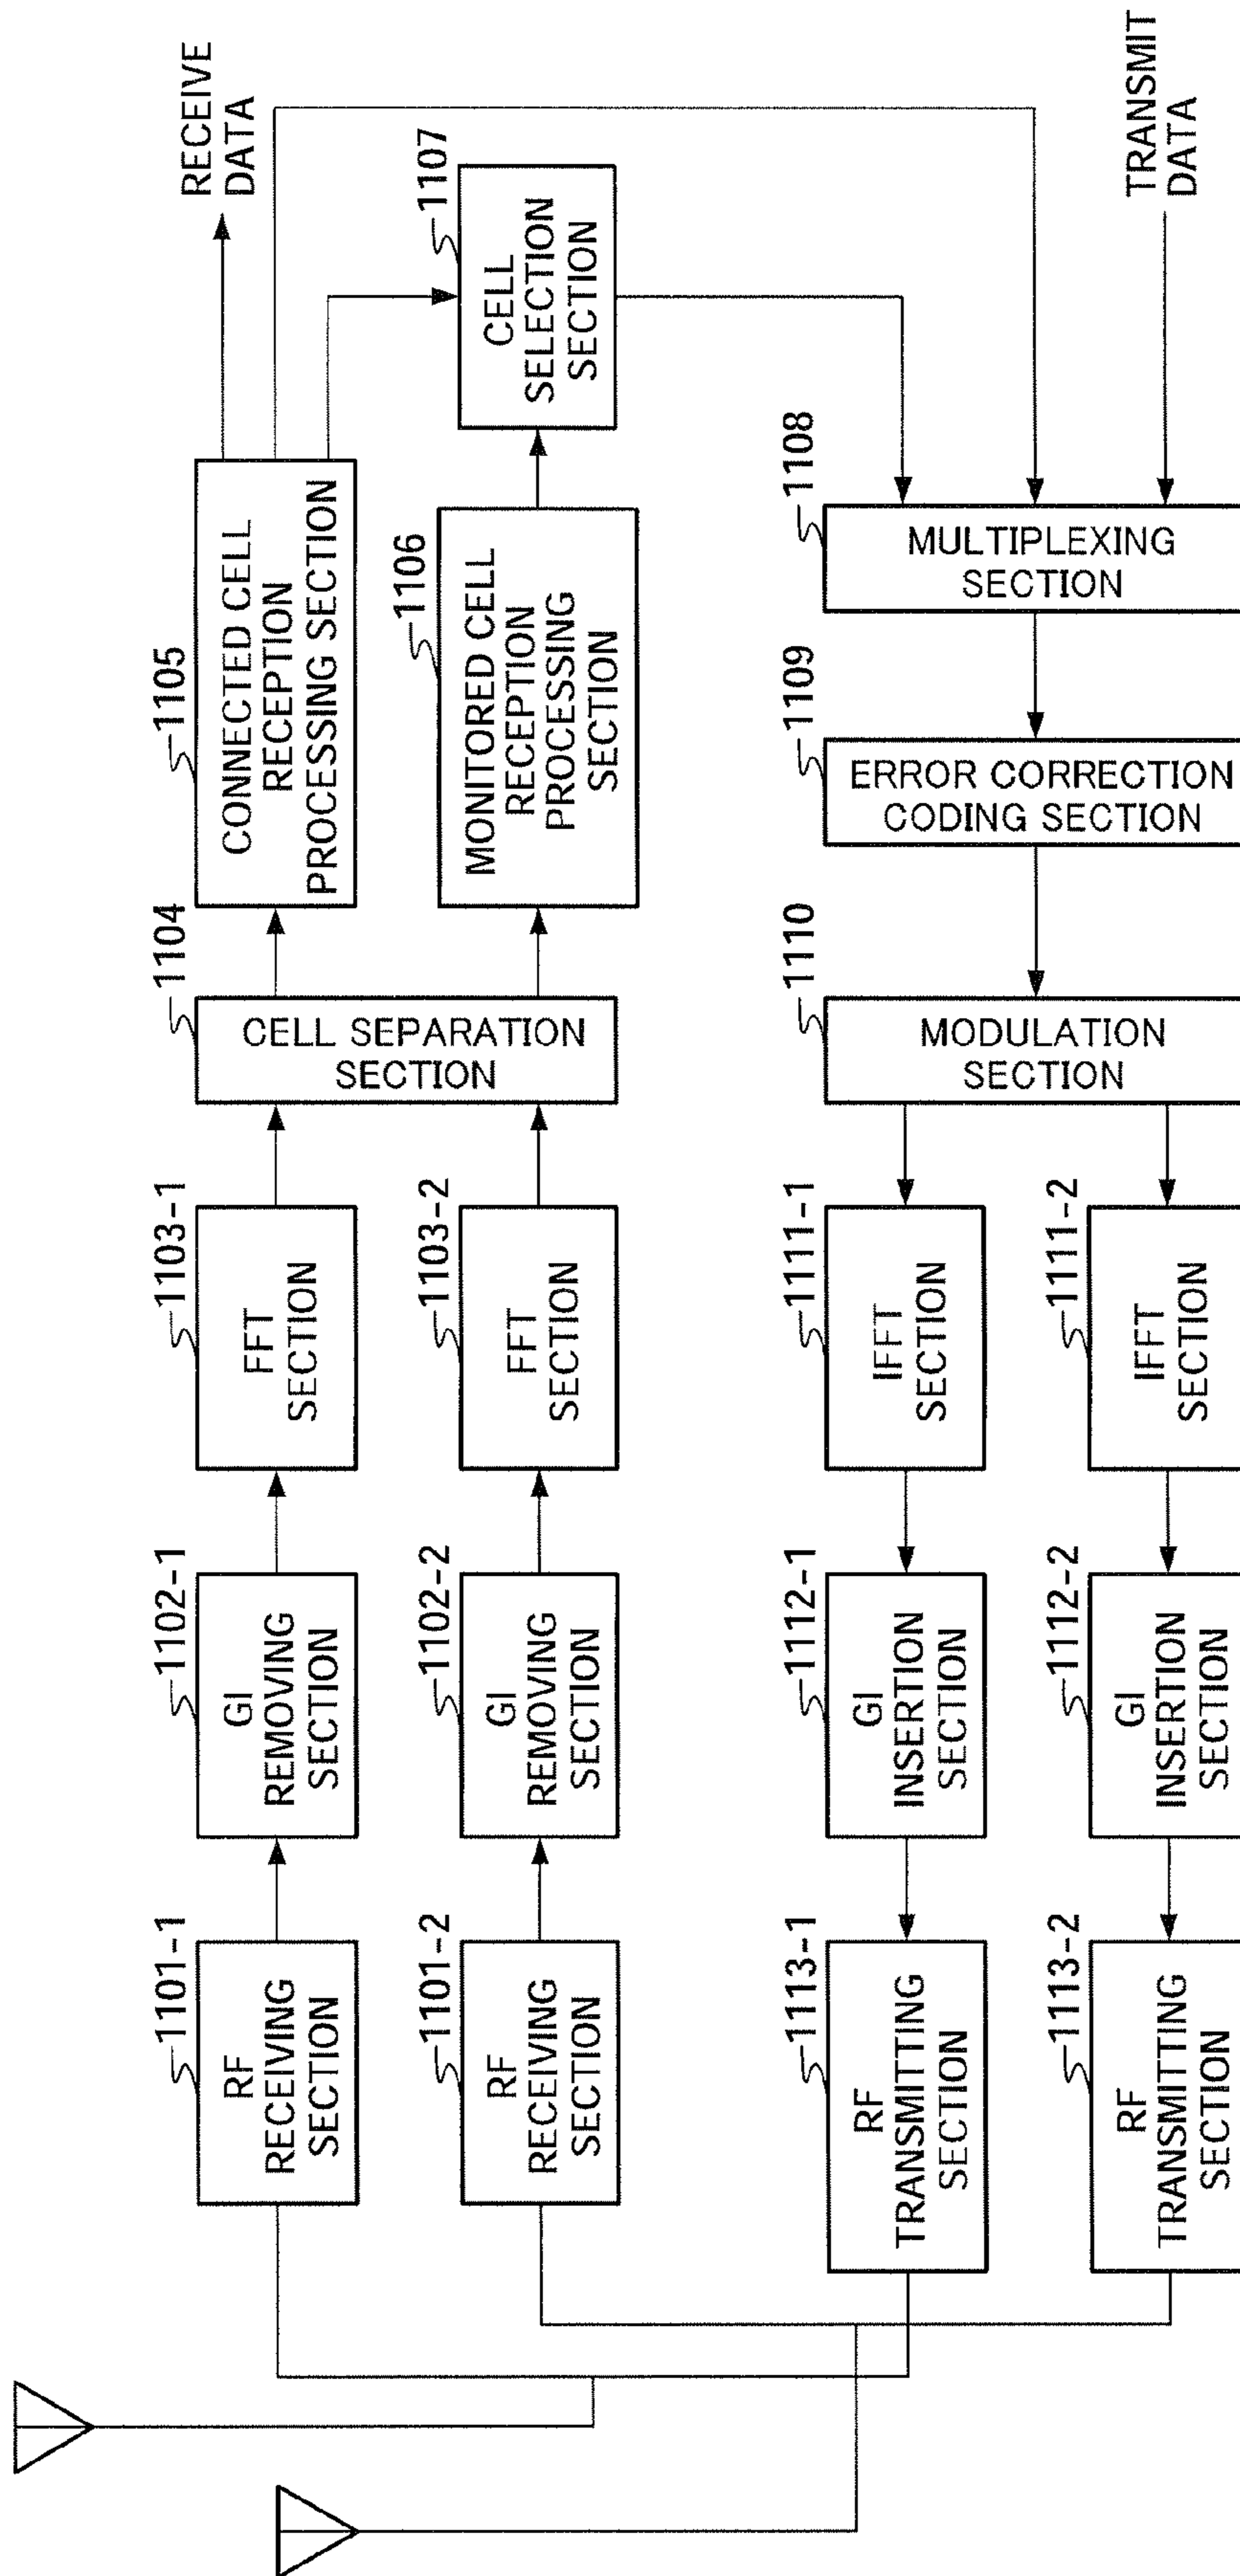 1101-1
RF
RECEIVING
SECTION
1102-1
GI
REMOVING
SECTION
1103-1
FFT
SECTION
1104
CELL SEPARATION
SECTION
1105
CONNECTED CELL
RECEPTION
PROCESSING SECTION
RECEIVE
DATA
1101-2
RF
RECEIVING
SECTION
1102-2
GI
REMOVING
SECTION
1103-2
FFT
SECTION
1106
MONITORED CELL
RECEPTION
PROCESSING
SECTION
1107
CELL
SELECTION
SECTION
1113-1
RF
TRANSMITTING
SECTION
1112-1
GI
INSERTION
SECTION
1111-1
IFFT
SECTION
1110
MODULATION
SECTION
1109
ERROR CORRECTION
CODING SECTION
1108
MULTIPLEXING
SECTION
TRANSMIT
DATA
1113-2
RF
TRANSMITTING
SECTION
1112-2
GI
INSERTION
SECTION
1111-2
IFFT
SECTION